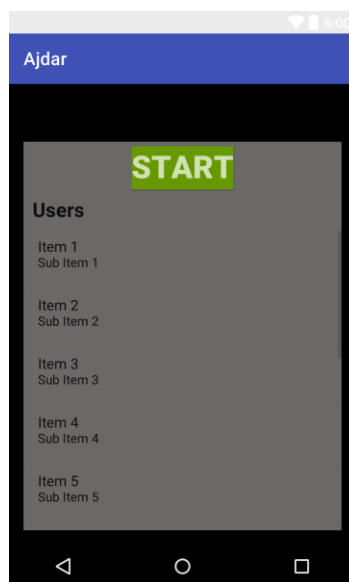 6:00
Ajdar
START
Users
Item 1
Sub Item 1
Item 2
Sub Item 2
Item 3
Sub Item 3
Item 4
Sub Item 4
Item 5
Sub Item 5